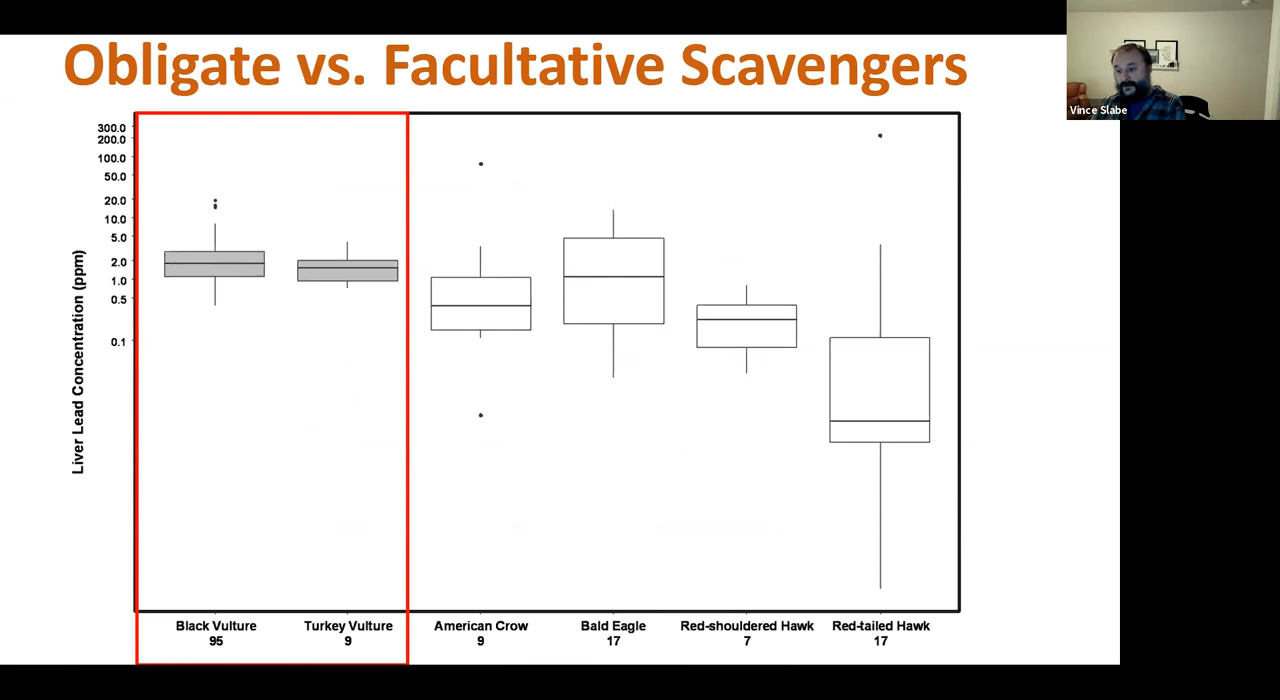 Obligate vs. Facultative Scavengers
Vince Slabe
Liver Lead Concentration (ppm)
300.0
200.0
100.0
50.0
20.0
10.0
5.0
2.0
1.0
0.5
0.1
Black Vulture Turkey Vulture American Crow Bald Eagle Red-shouldered Hawk Red-tailed Hawk
95 9 9 17 7 17